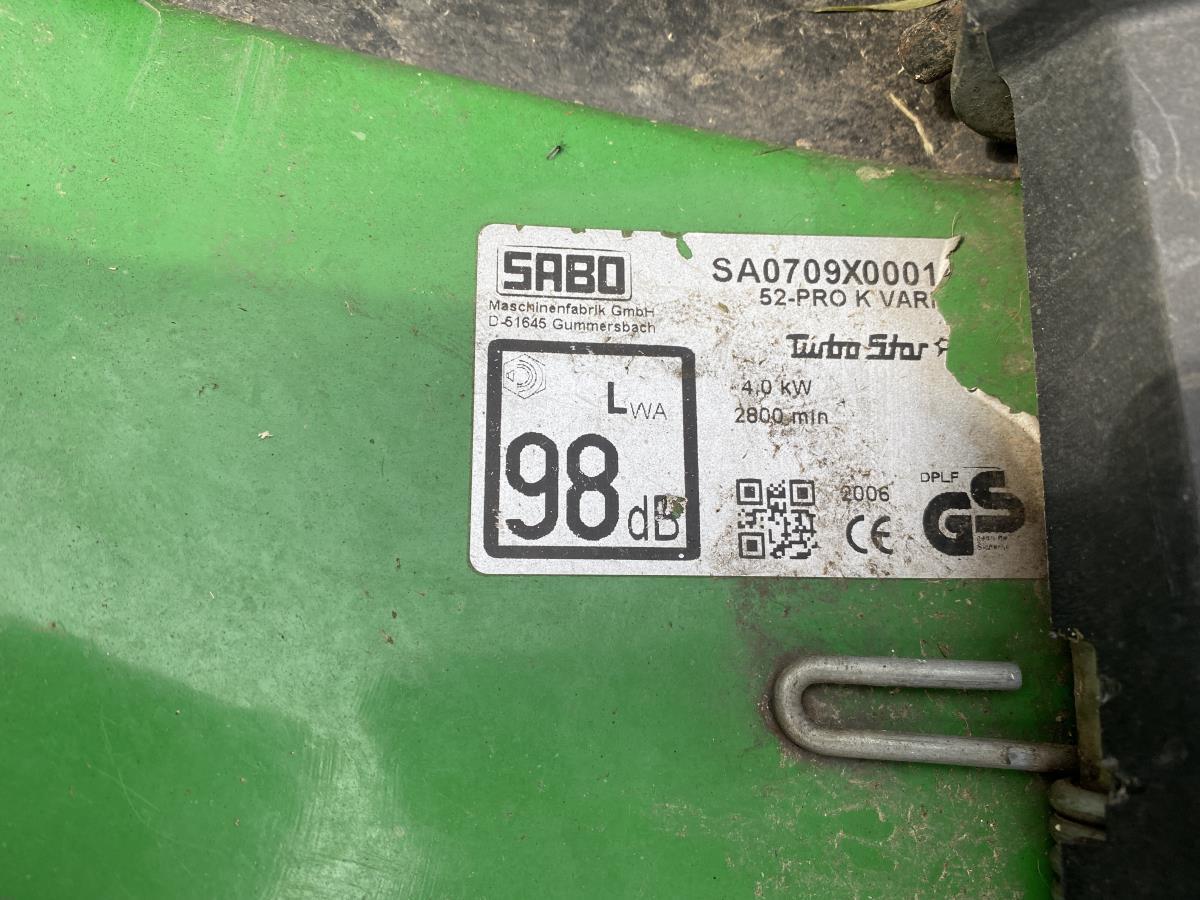 SABO
Maschinenfabrik GmbH
D-51645 Gummersbach
SA0709X0001
52-PRO K VARI
Turbo Star
4,0 kW
2800 min
LWA
98 dB
2006
CE
DPLF
GS